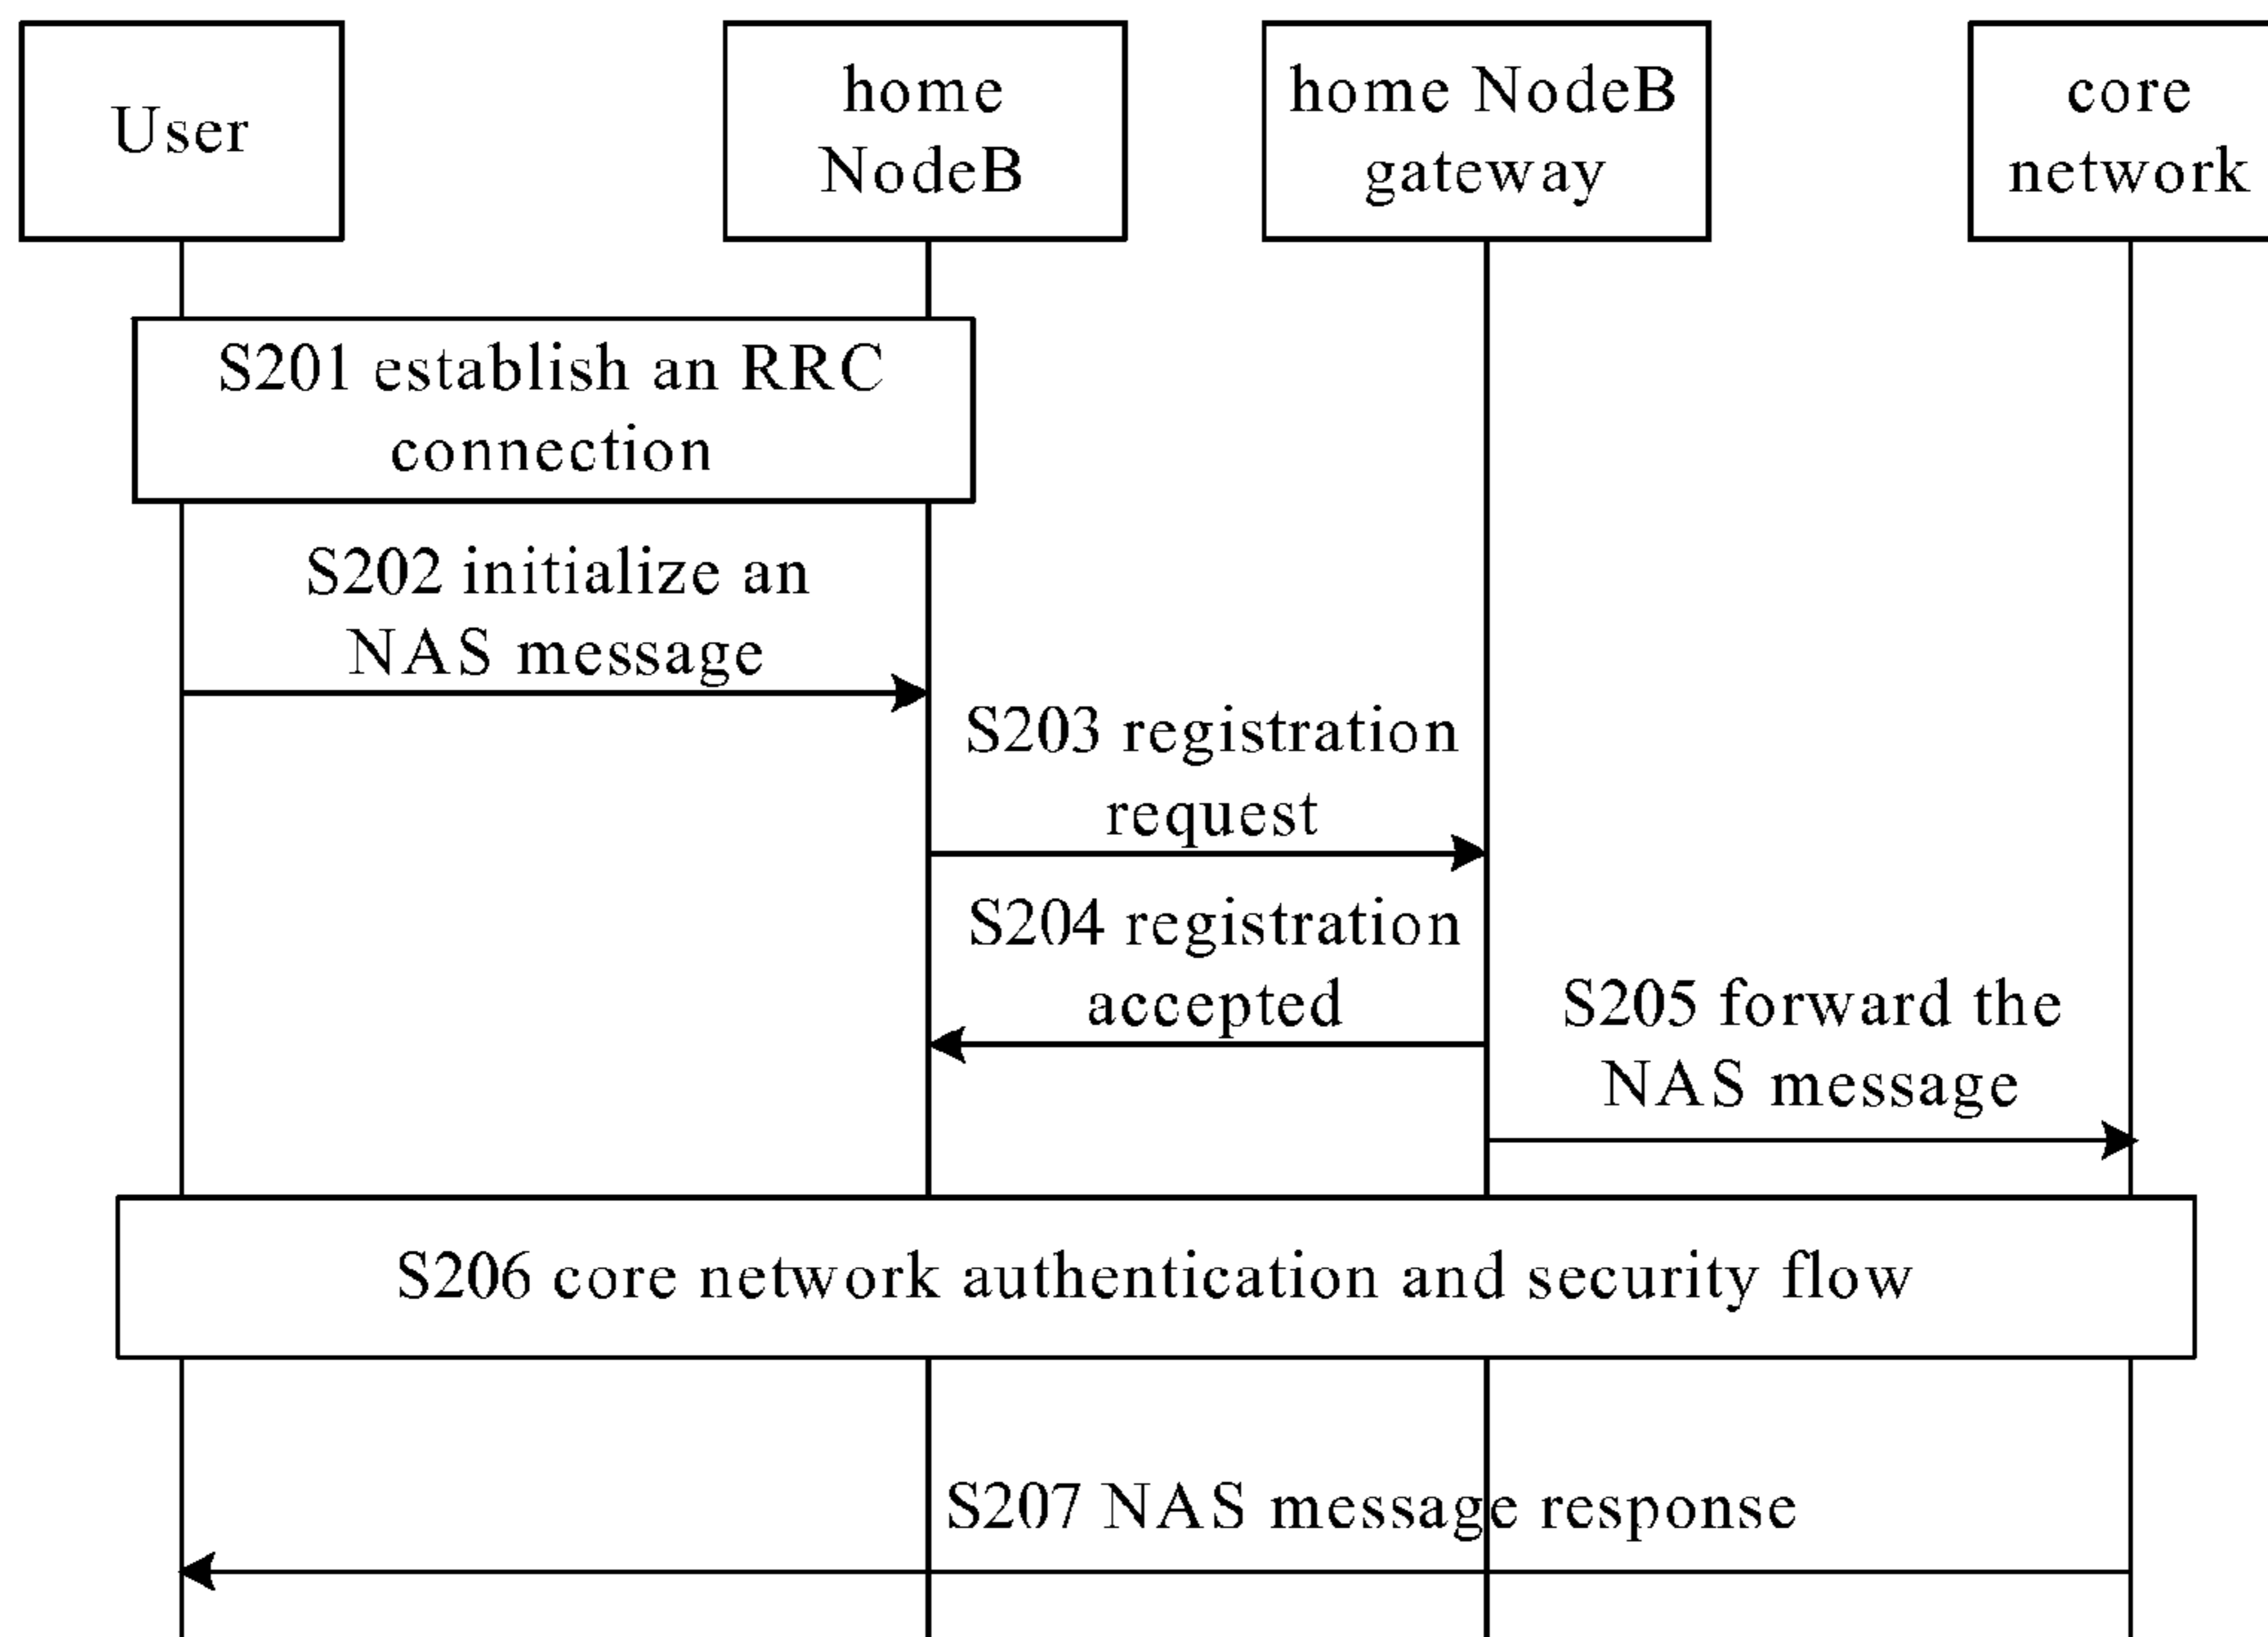 User
home
NodeB
home NodeB
gateway
core
network
S201 establish an RRC
connection
S202 initialize an
NAS message
S203 registration
request
S204 registration
accepted
S205 forward the
NAS message
S206 core network authentication and security flow
S207 NAS message response